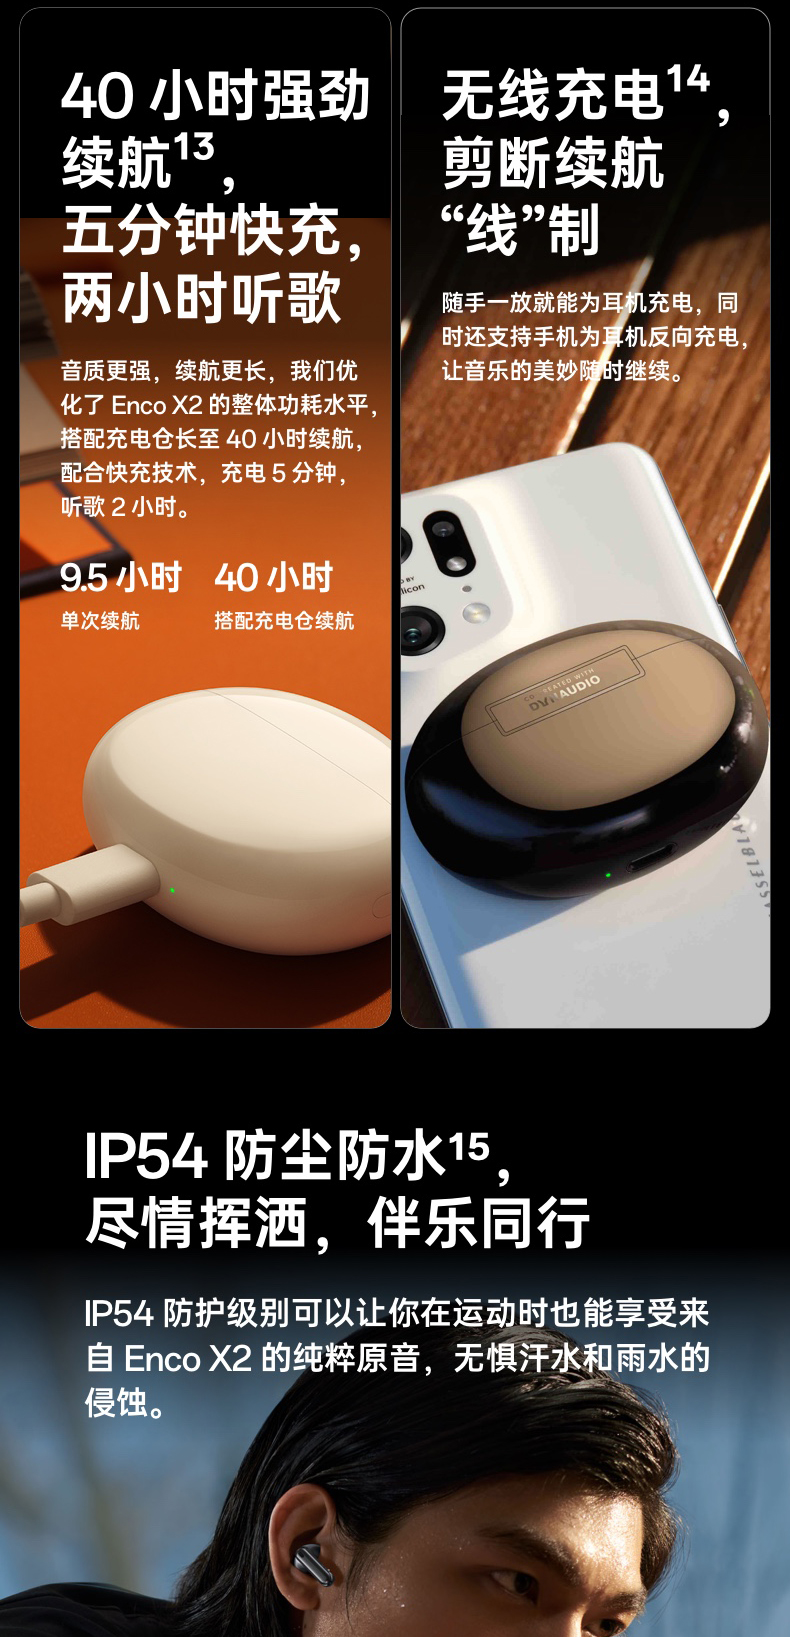 40 小时强劲
续航¹³，
五分钟快充，
两小时听歌
音质更强，续航更长，我们优
化了 Enco X2 的整体功耗水平，
搭配充电仓长至 40 小时续航，
配合快充技术，充电 5 分钟，
听歌 2 小时。
9.5 小时
单次续航
40 小时
搭配充电仓续航
无线充电¹⁴，
剪断续航
“线”制
随手一放就能为耳机充电，同
时还支持手机为耳机反向充电，
让音乐的美妙随时继续。
CO-CREATED WITH
DYNAUDIO
IP54 防尘防水¹⁵，
尽情挥洒，伴乐同行
IP54 防护级别可以让你在运动时也能享受来
自 Enco X2 的纯粹原音，无惧汗水和雨水的
侵蚀。